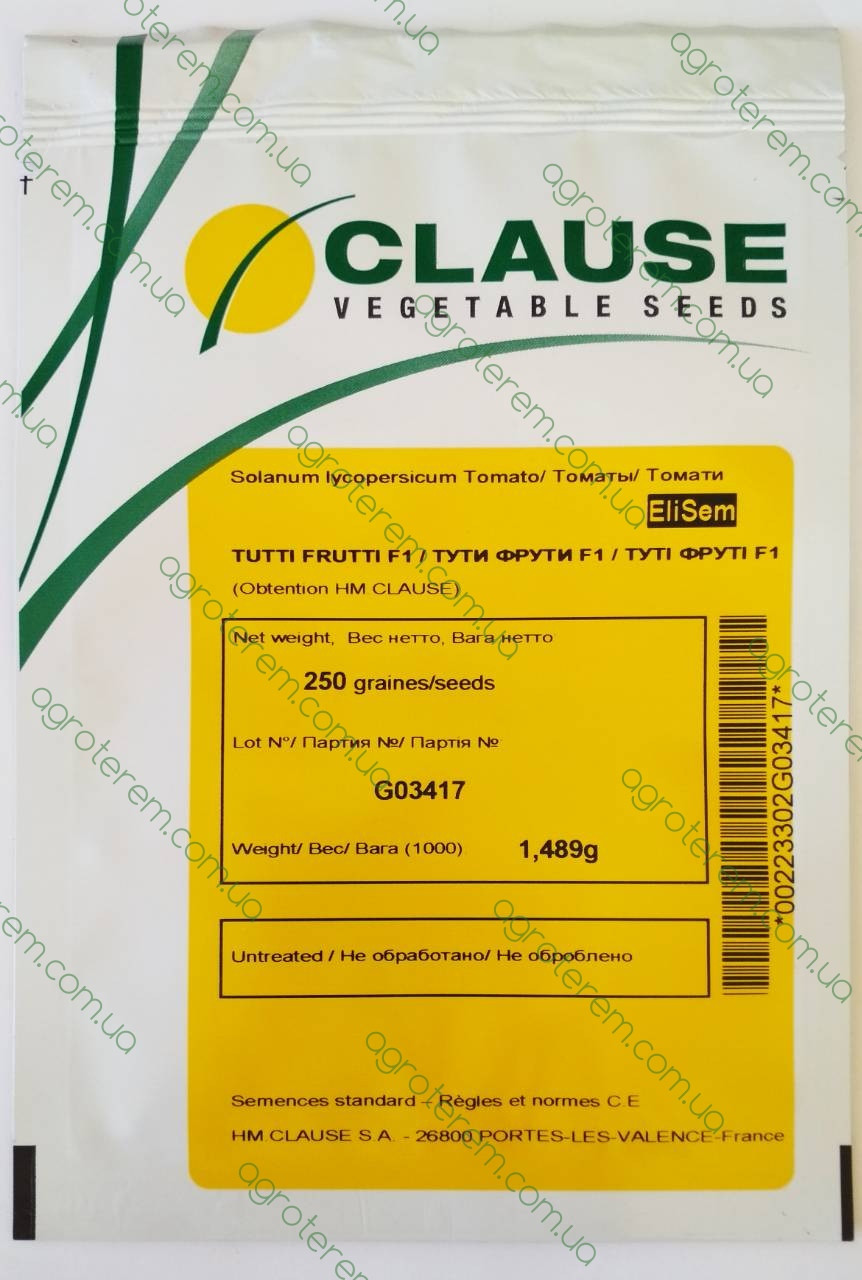 CLAUSE
VEGETABLE SEEDS
Solanum lycopersicum Tomato/ Томаты/ Томати
EliSem
TUTTI FRUTTI F1 / ТУТИ ФРУТИ F1 / ТУТІ ФРУТІ F1
(Obtention HM CLAUSE)
Net weight, Вес нетто, Вага нетто
250 graines/seeds
Lot N°/ Партия №/ Партія №
G03417
Weight/ Вес/ Вага (1000) 1,489g
Untreated / Не обработано/ Не оброблено
*00223302G03417*
Semences standard – Règles et normes C.E
HM.CLAUSE S.A. - 26800 PORTES-LES-VALENCE-France
agroterem.com.ua